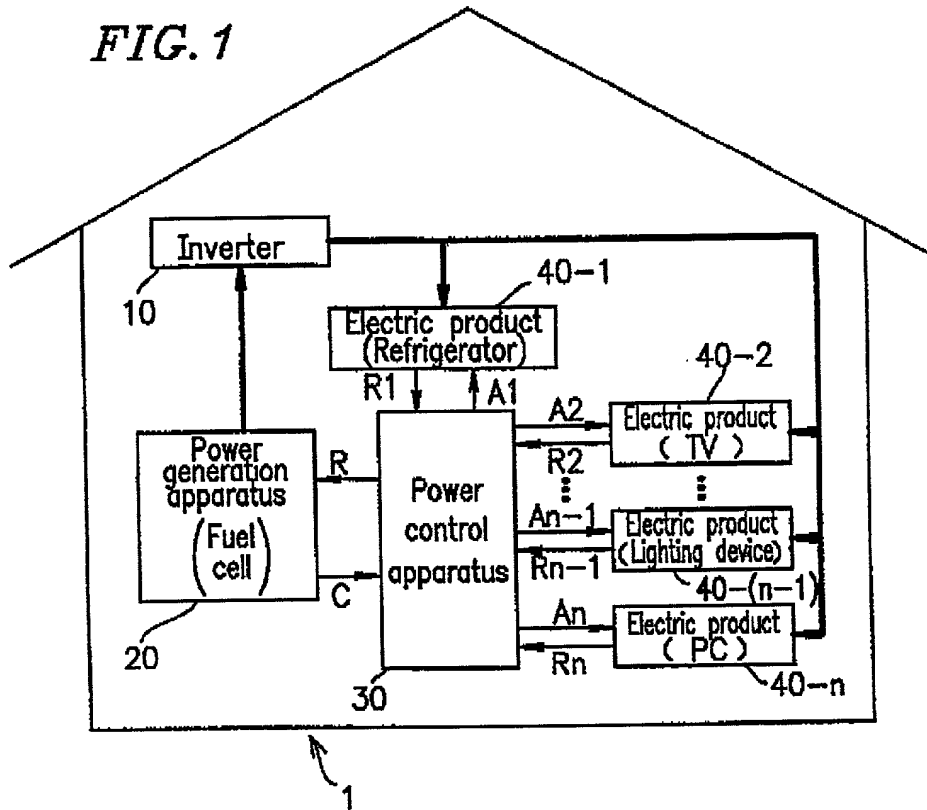 FIG. 1
Inverter
10
40-1
Electric product
(Refrigerator)
R1
A1
40-2
A2
Electric product
( TV )
R2
Power
generation
apparatus
(Fuel
cell)
R
C
20
Power
control
apparatus
30
An-1
Electric product
(Lighting device)
Rn-1
40-(n-1)
An
Electric product
( PC )
Rn
40-n
1